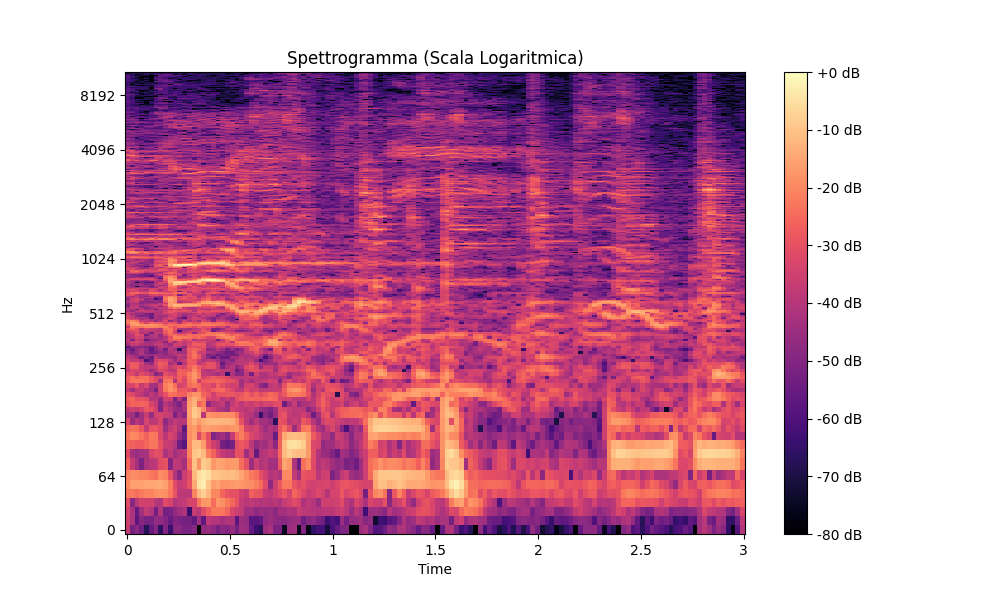 Spettrogramma (Scala Logaritmica)
Hz
8192
4096
2048
1024
512
256
128
64
0
0
0.5
1
1.5
2
2.5
3
Time
+0 dB
-10 dB
-20 dB
-30 dB
-40 dB
-50 dB
-60 dB
-70 dB
-80 dB